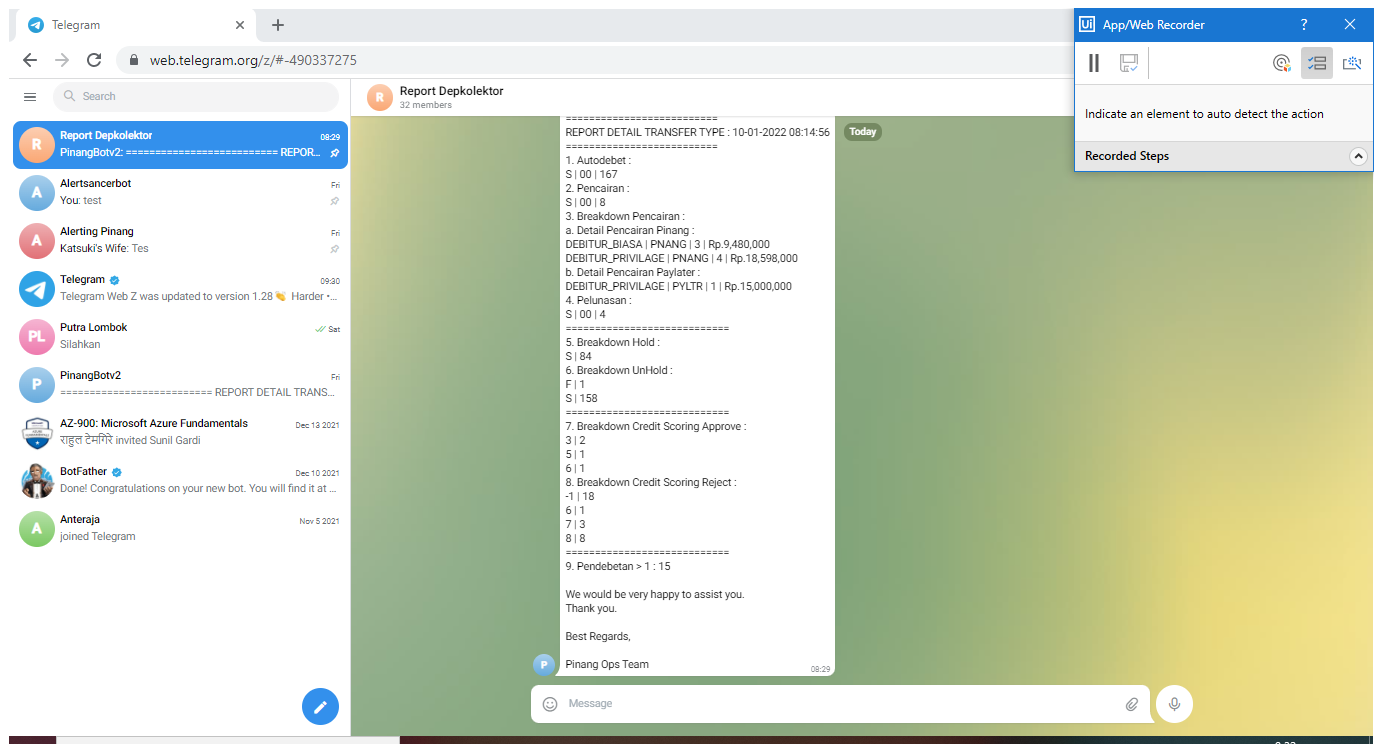 Telegram
web.telegram.org/z/#-490337275
Ui App/Web Recorder ?
Indicate an element to auto detect the action
Recorded Steps
Search
R Report Depkolektor 08:29
PinangBotv2: ========================== REPOR...
A Alertsancerbot Fri
You: test
A Alerting Pinang Fri
Katsuki's Wife: Tes
Telegram 09:30
Telegram Web Z was updated to version 1.28 👏 Harder •...
PL Putra Lombok Sat
Silahkan
P PinangBotv2 Fri
========================== REPORT DETAIL TRANS...
AZ-900: Microsoft Azure Fundamentals Dec 13 2021
राहुल टेमगिरे invited Sunil Gardi
BotFather Dec 10 2021
Done! Congratulations on your new bot. You will find it at ...
A Anteraja Nov 5 2021
joined Telegram
R Report Depkolektor
32 members
Today
==========================
REPORT DETAIL TRANSFER TYPE : 10-01-2022 08:14:56
==========================
1. Autodebet :
S | 00 | 167
2. Pencairan :
S | 00 | 8
3. Breakdown Pencairan :
a. Detail Pencairan Pinang :
DEBITUR_BIASA | PNANG | 3 | Rp.9,480,000
DEBITUR_PRIVILAGE | PNANG | 4 | Rp.18,598,000
b. Detail Pencairan Paylater :
DEBITUR_PRIVILAGE | PYLTR | 1 | Rp.15,000,000
4. Pelunasan :
S | 00 | 4
============================
5. Breakdown Hold :
S | 84
6. Breakdown UnHold :
F | 1
S | 158
============================
7. Breakdown Credit Scoring Approve :
3 | 2
5 | 1
6 | 1
8. Breakdown Credit Scoring Reject :
-1 | 18
6 | 1
7 | 3
8 | 8
============================
9. Pendebetan > 1 : 15
We would be very happy to assist you.
Thank you.
Best Regards,
P Pinang Ops Team 08:29
Message